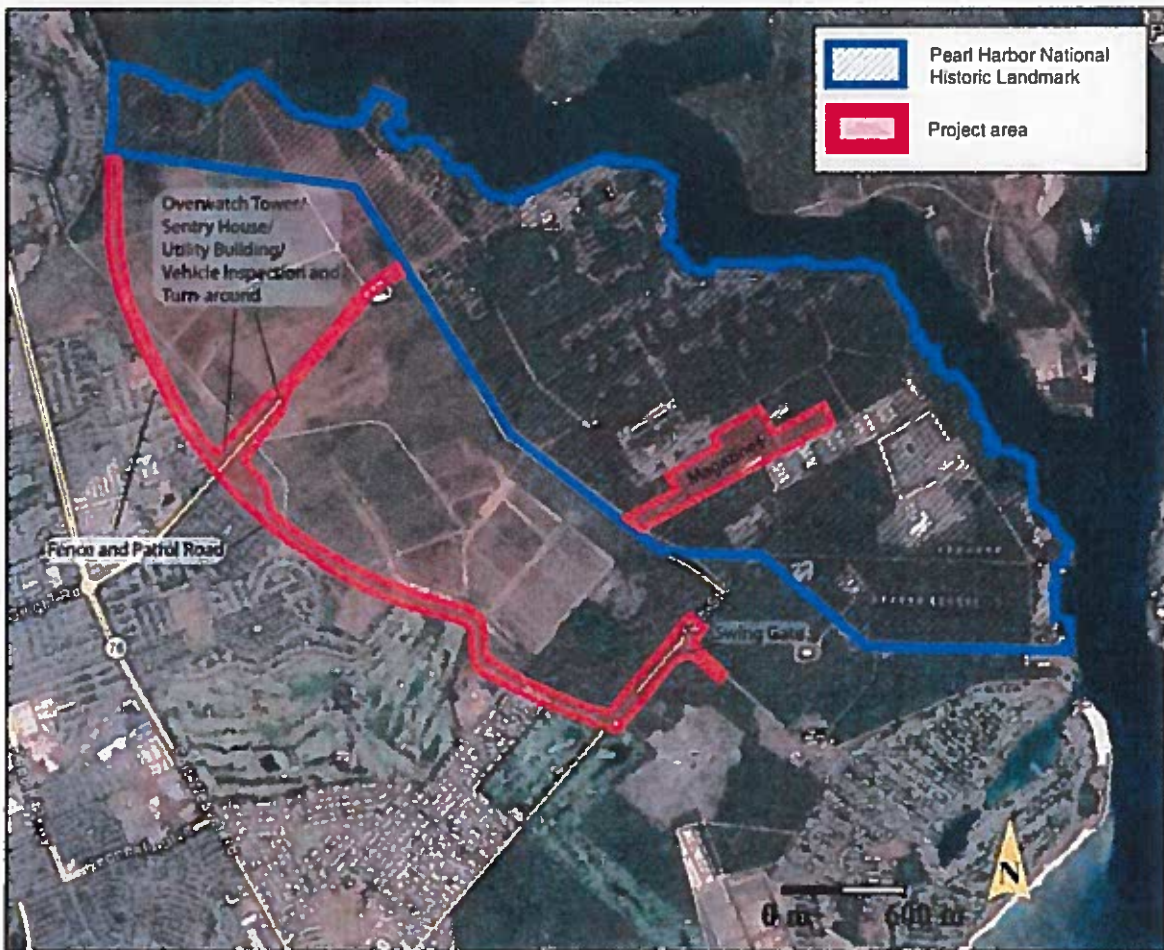 Pearl Harbor National
Historic Landmark
Project area
Overwatch Tower/
Sentry House/
Utility Building/
Vehicle Inspection and
Turn-around
Magazines
Fence and Patrol Road
76
Swing Gate
N
0 m 600 m